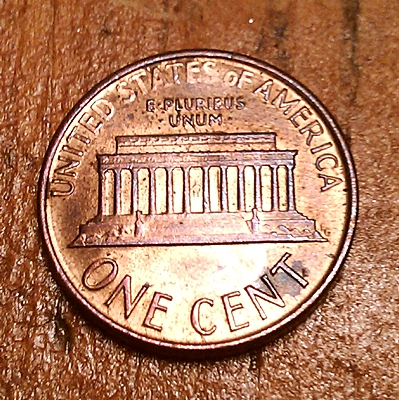 UNITED STATES OF AMERICA
E·PLURIBUS
UNUM
ONE CENT